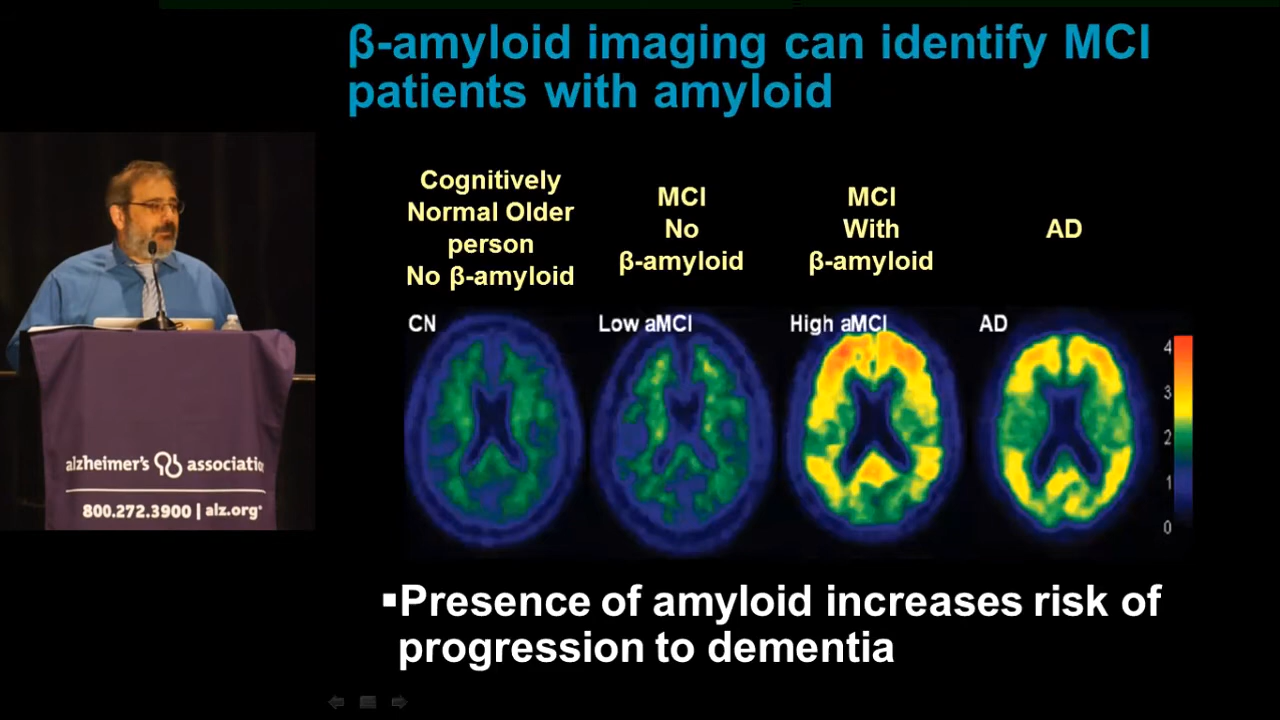 β-amyloid imaging can identify MCI
patients with amyloid
Cognitively
Normal Older
person
No β-amyloid
MCI
No
β-amyloid
MCI
With
β-amyloid
AD
CN
Low aMCI
High aMCI
AD
4
3
2
1
0
alzheimer's associatio
800.272.3900 | alz.org®
▪Presence of amyloid increases risk of
progression to dementia